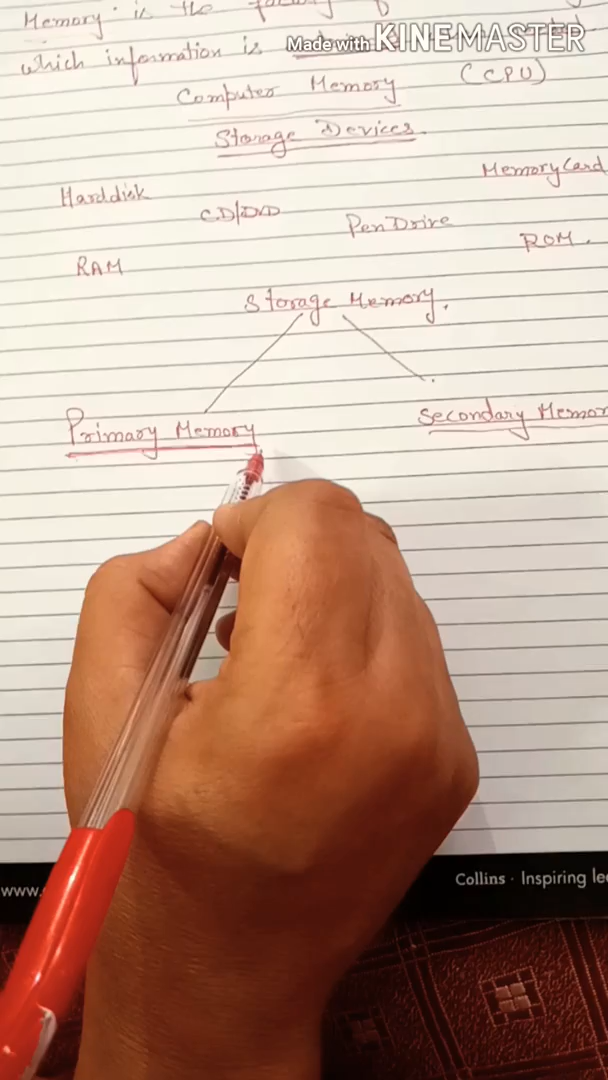 Memory is the
which information is
Made with KINEMASTER
Computer Memory (CPU)
Storage Devices
Memory Card
Harddisk
CD/DVD
Pen Drive
ROM.
RAM
Storage Memory.
Primary Memory
Secondary Memor
www.
Collins · Inspiring le